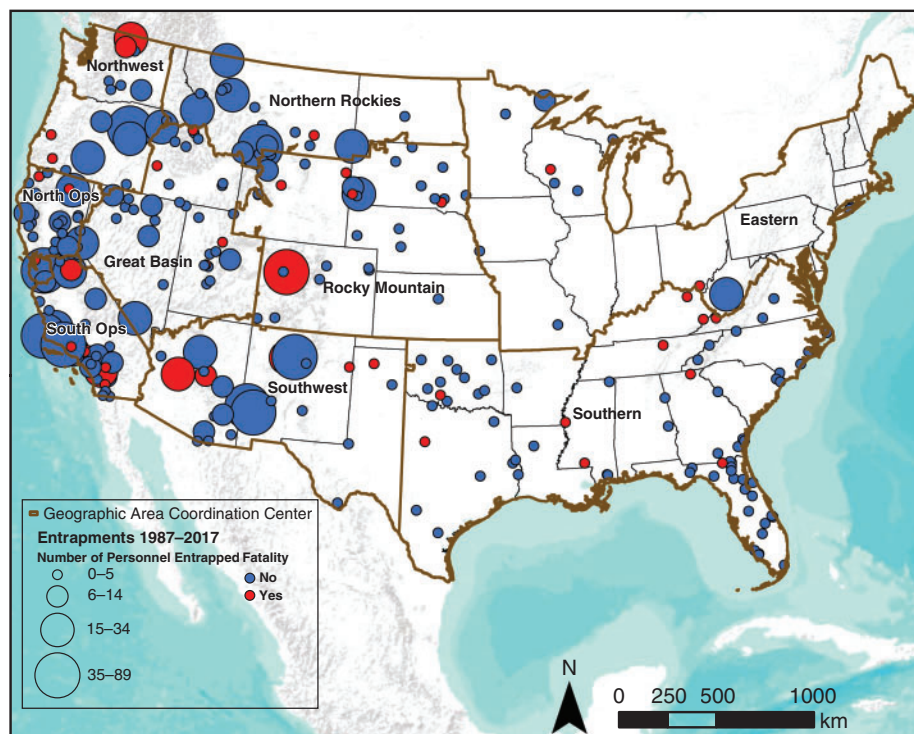 Northwest
Northern Rockies
North Ops
Eastern
Great Basin
Rocky Mountain
South Ops
Southwest
Southern
Geographic Area Coordination Center
Entrapments 1987–2017
Number of Personnel Entrapped Fatality
0–5
No
6–14
Yes
15–34
35–89
N
0 250 500 1000
km